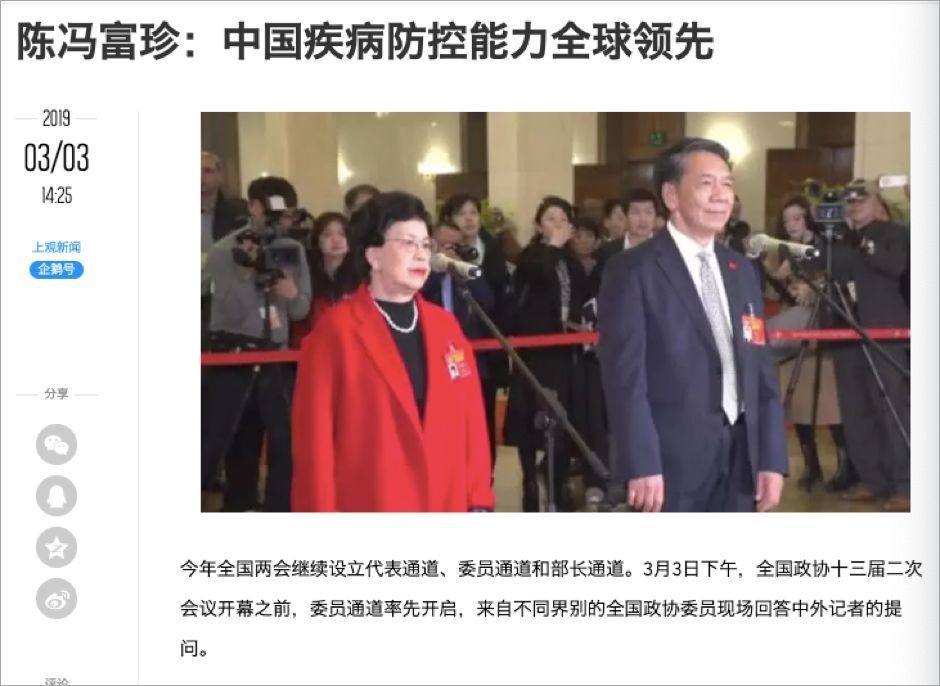 陈冯富珍：中国疾病防控能力全球领先
2019
03/03
14:25
上观新闻
企鹅号
分享
评论
今年全国两会继续设立代表通道、委员通道和部长通道。3月3日下午，全国政协十三届二次
会议开幕之前，委员通道率先开启，来自不同界别的全国政协委员现场回答中外记者的提
问。